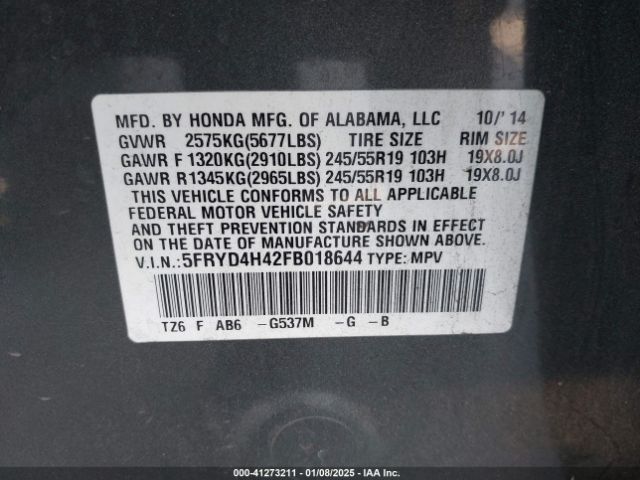 MFD. BY HONDA MFG. OF ALABAMA, LLC 10/'14
GVWR 2575KG(5677LBS) TIRE SIZE RIM SIZE
GAWR F 1320KG(2910LBS) 245/55R19 103H 19X8.0J
GAWR R1345KG(2965LBS) 245/55R19 103H 19X8.0J
THIS VEHICLE CONFORMS TO ALL APPLICABLE
FEDERAL MOTOR VEHICLE SAFETY
AND THEFT PREVENTION STANDARDS IN EFFECT
ON THE DATE OF MANUFACTURE SHOWN ABOVE.
V.I.N.:5FRYD4H42FB018644 TYPE: MPV
TZ6 F AB6 -G537M -G -B
000-41273211 - 01/08/2025 - IAA Inc.